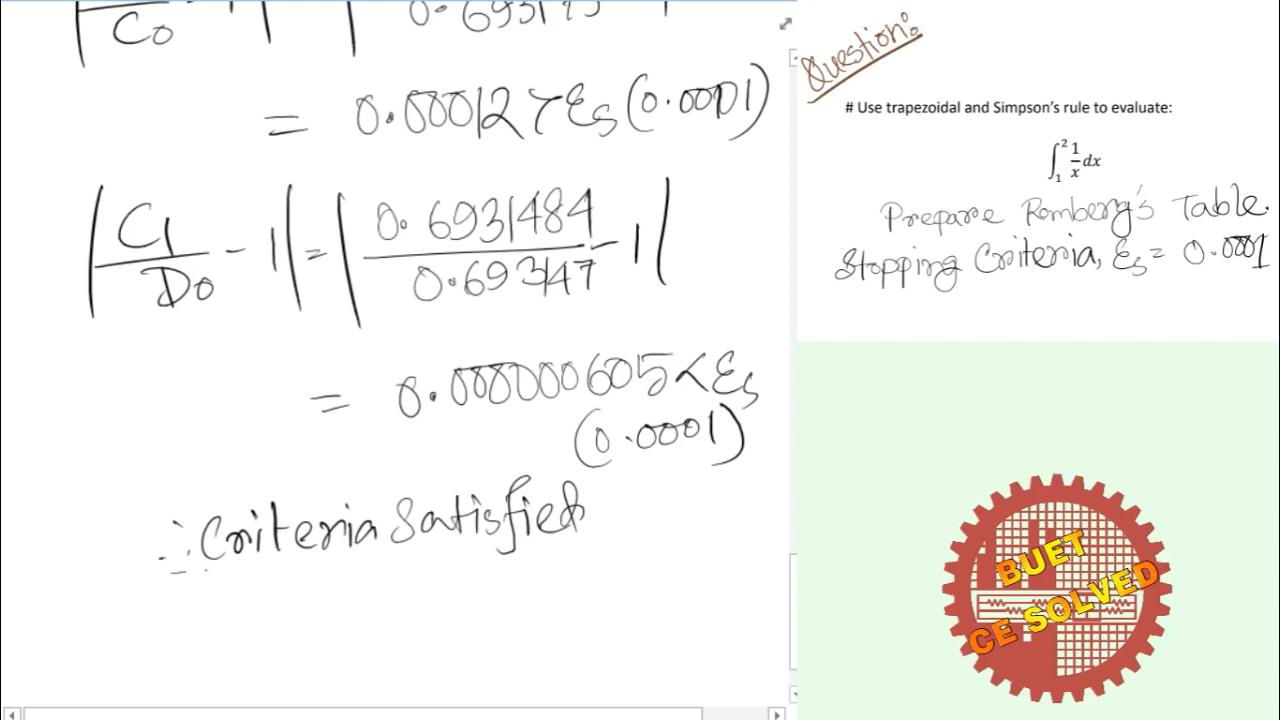 C₀
0.69315
= 0.00012 > Es (0.0001)
| C₁ / D₀ - 1 | = | 0.6931484 / 0.693147 - 1 |
= 0.000000605 < Es
(0.0001)
∴ Criteria Satisfied
Question:
# Use trapezoidal and Simpson's rule to evaluate:
∫₁² 1/x dx
Prepare Romberg's Table.
Stopping Criteria, Es = 0.0001
BUET
CE SOLVED